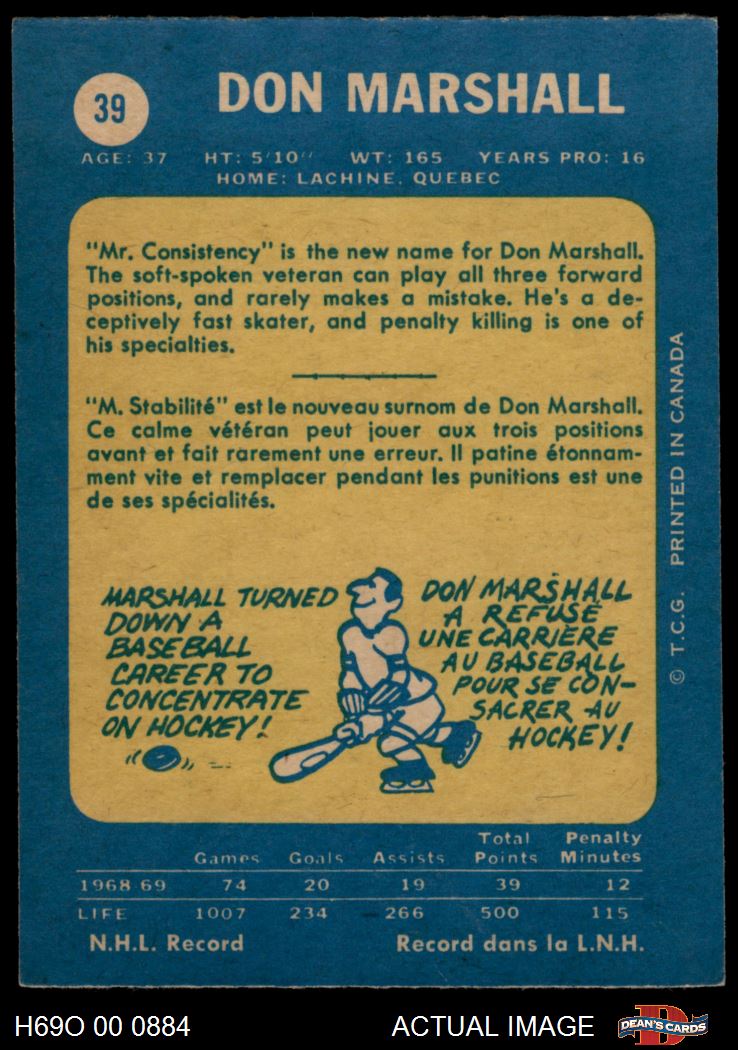 39
DON MARSHALL
AGE: 37 HT: 5'10" WT: 165 YEARS PRO: 16
HOME: LACHINE, QUEBEC
"Mr. Consistency" is the new name for Don Marshall.
The soft-spoken veteran can play all three forward
positions, and rarely makes a mistake. He's a de-
ceptively fast skater, and penalty killing is one of
his specialties.
"M. Stabilité" est le nouveau surnom de Don Marshall.
Ce calme vétéran peut jouer aux trois positions
avant et fait rarement une erreur. Il patine étonnam-
ment vite et remplacer pendant les punitions est une
de ses spécialités.
MARSHALL TURNED
DOWN A
BASEBALL
CAREER TO
CONCENTRATE
ON HOCKEY!
DON MARSHALL
A REFUSÉ
UNE CARRIÈRE
AU BASEBALL
POUR SE CON-
SACRER AU
HOCKEY!
© T.C.G. PRINTED IN CANADA
Games Goals Assists Total Points Penalty Minutes
1968-69 74 20 19 39 12
LIFE 1007 234 266 500 115
N.H.L. Record Record dans la L.N.H.
H69O 00 0884 ACTUAL IMAGE DEAN'S CARDS